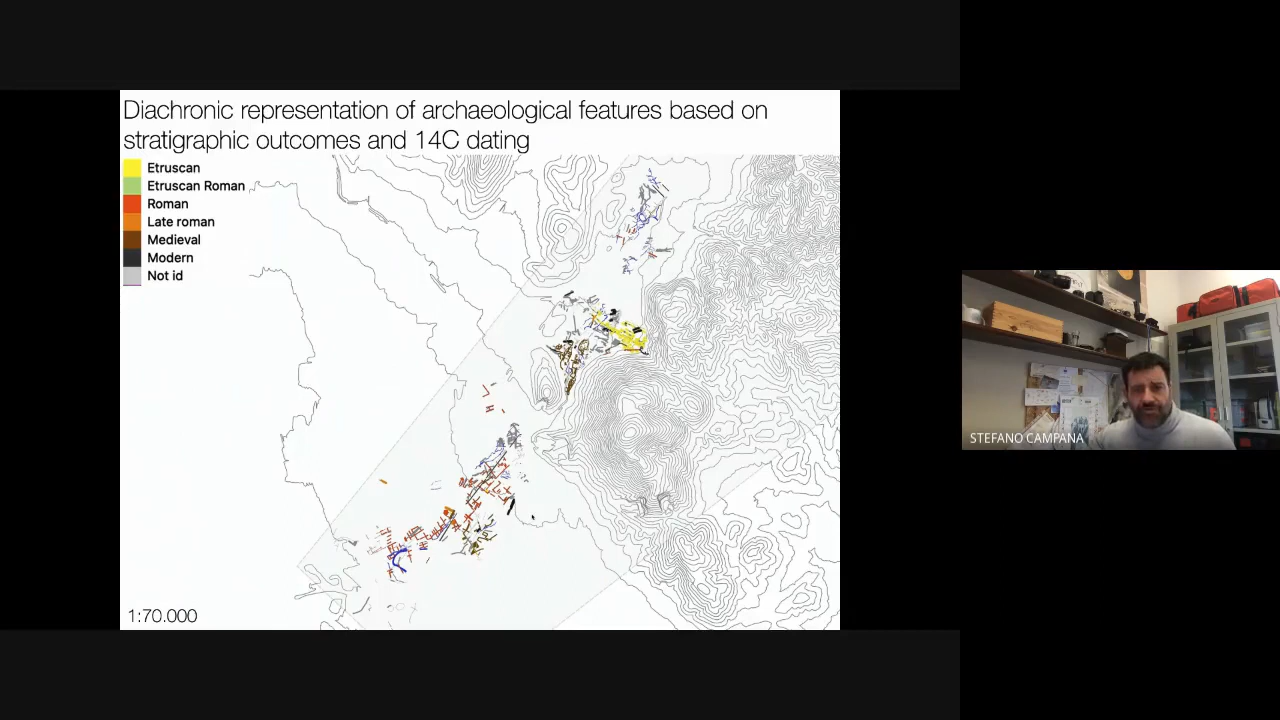 Diachronic representation of archaeological features based on
stratigraphic outcomes and 14C dating
Etruscan
Etruscan Roman
Roman
Late roman
Medieval
Modern
Not id
1:70.000
STEFANO CAMPANA